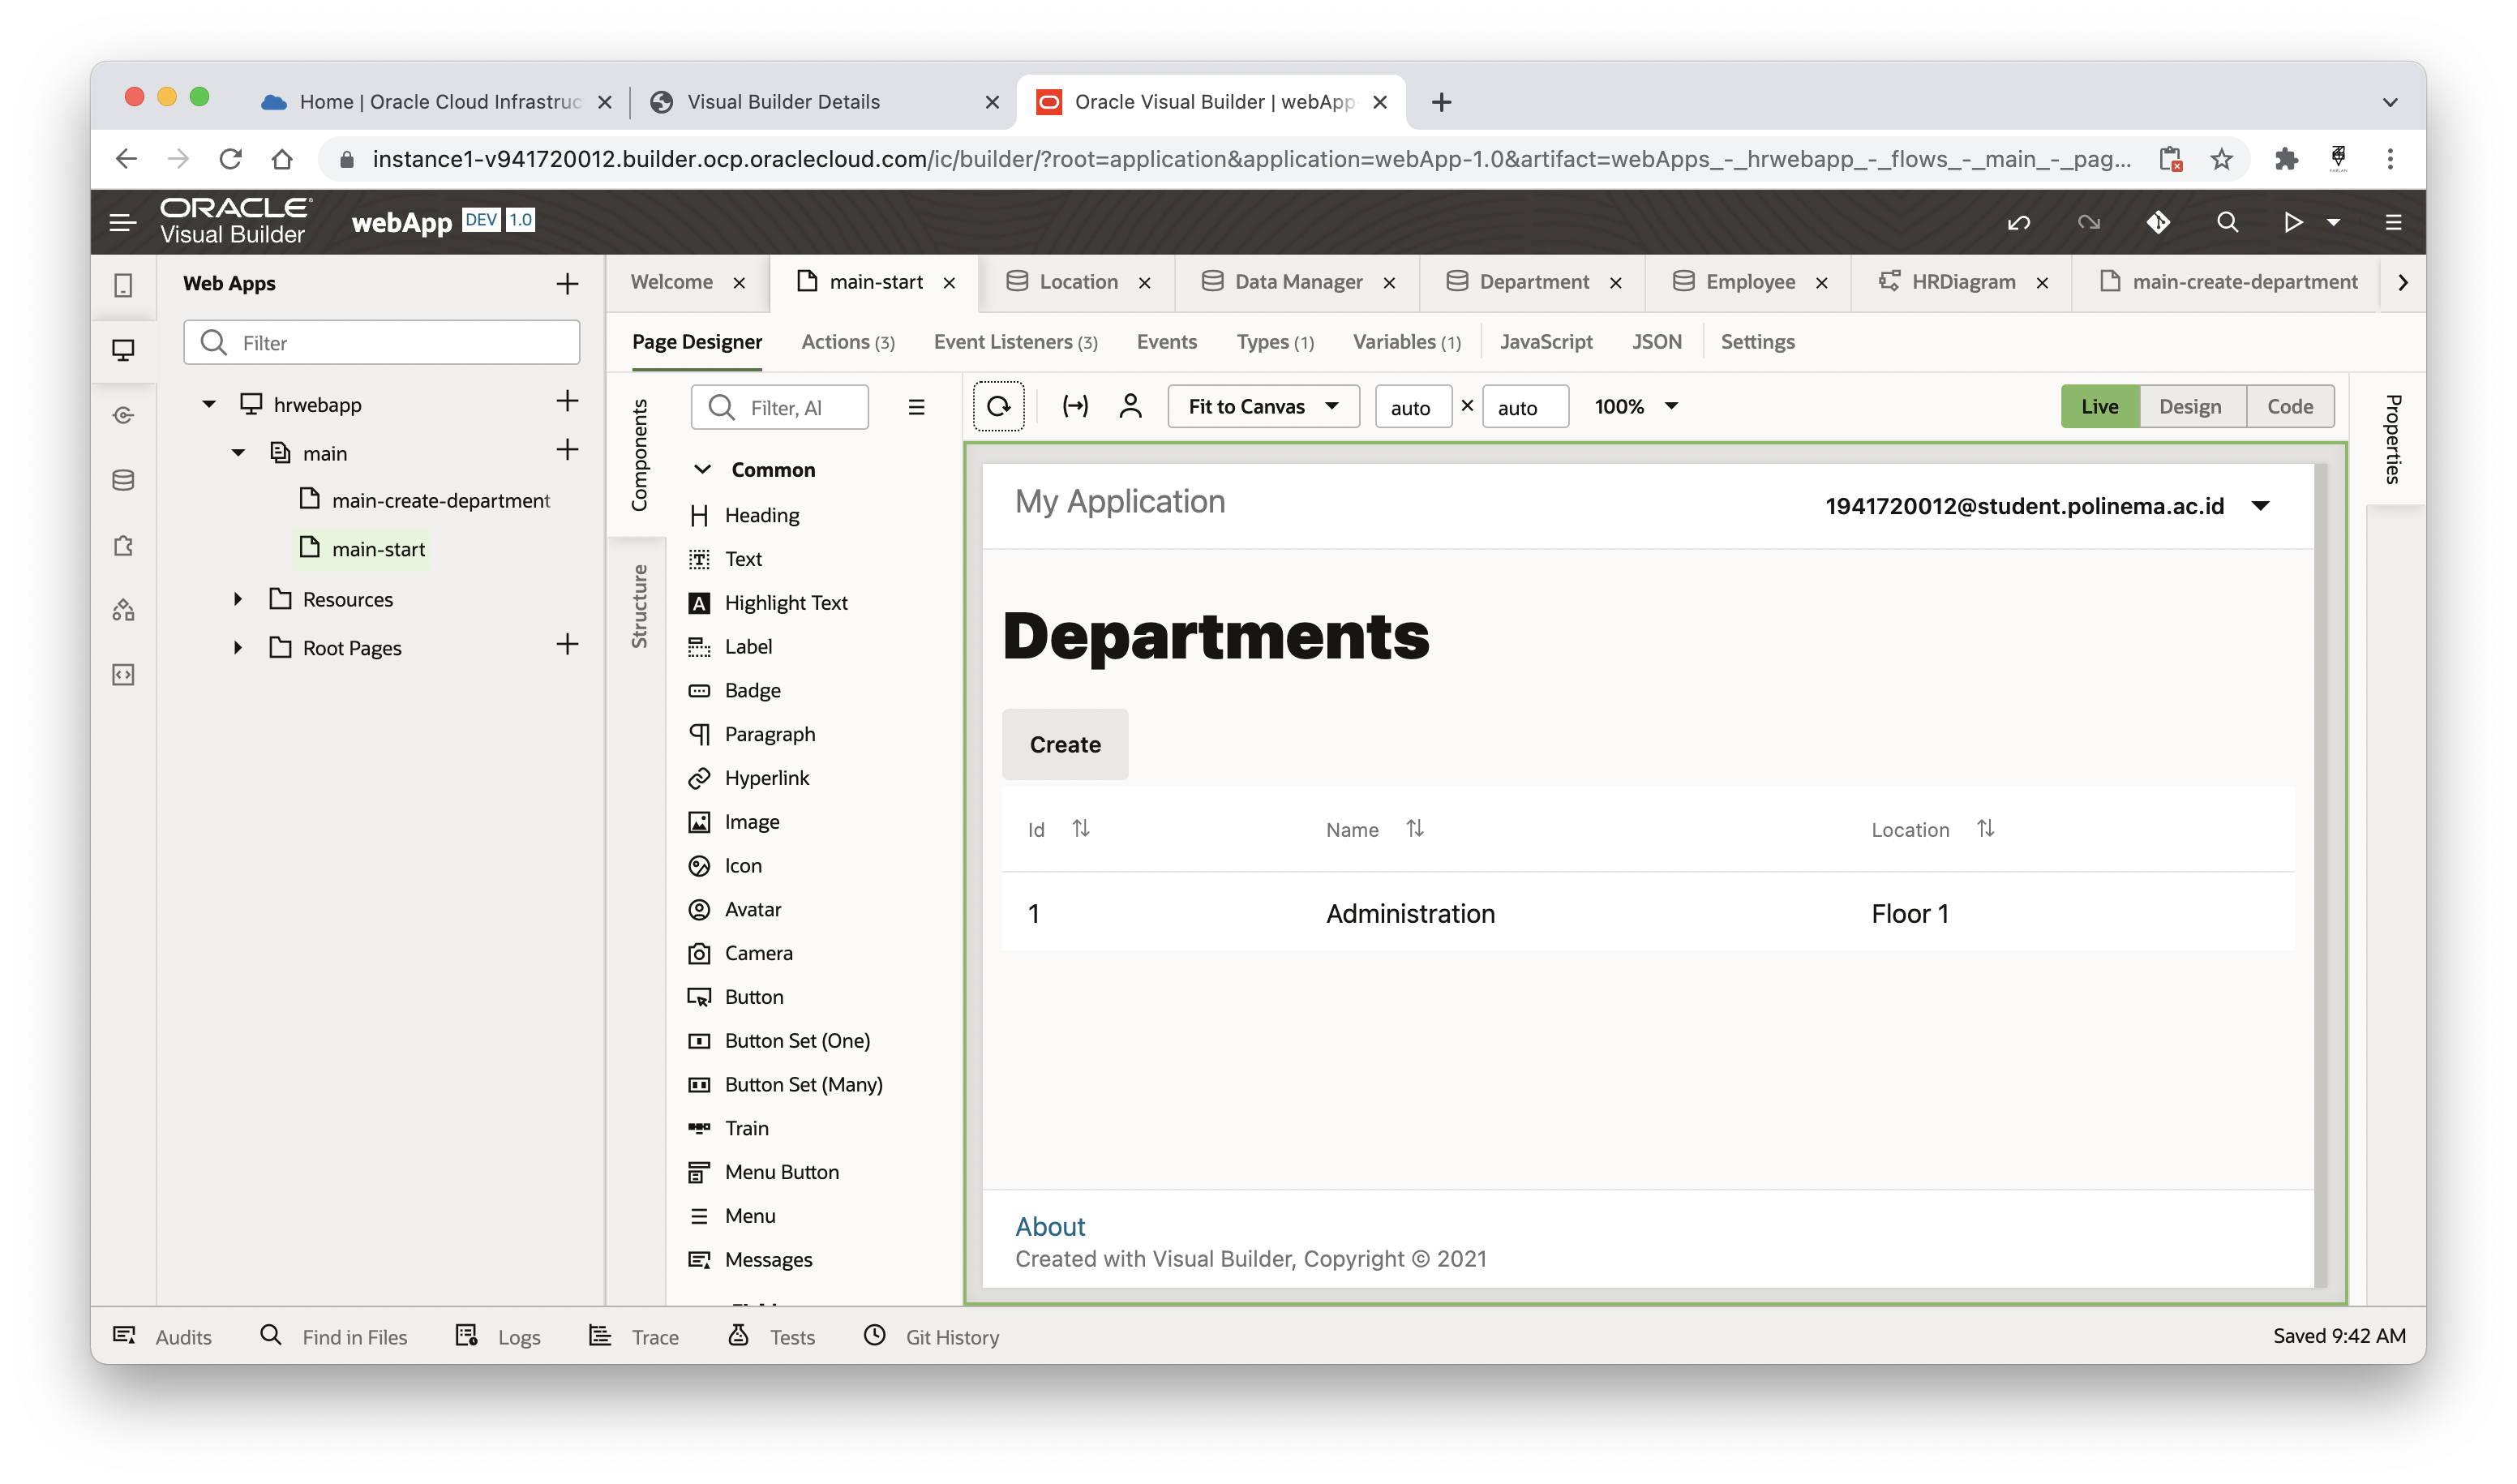 Home | Oracle Cloud Infrastruc
Visual Builder Details
Oracle Visual Builder | webApp
instance1-v941720012.builder.ocp.oraclecloud.com/ic/builder/?root=application&application=webApp-1.0&artifact=webApps_-_hrwebapp_-_flows_-_main_-_pag...
ORACLE
Visual Builder
webApp DEV 1.0
Web Apps
Filter
hrwebapp
main
main-create-department
main-start
Resources
Root Pages
Welcome
main-start
Location
Data Manager
Department
Employee
HRDiagram
main-create-department
Page Designer
Actions (3)
Event Listeners (3)
Events
Types (1)
Variables (1)
JavaScript
JSON
Settings
Components
Structure
Filter, Al
Common
Heading
Text
Highlight Text
Label
Badge
Paragraph
Hyperlink
Image
Icon
Avatar
Camera
Button
Button Set (One)
Button Set (Many)
Train
Menu Button
Menu
Messages
Fit to Canvas
auto × auto
100%
Live
Design
Code
Properties
My Application
1941720012@student.polinema.ac.id
Departments
Create
Id Name Location
1 Administration Floor 1
About
Created with Visual Builder, Copyright © 2021
Audits
Find in Files
Logs
Trace
Tests
Git History
Saved 9:42 AM